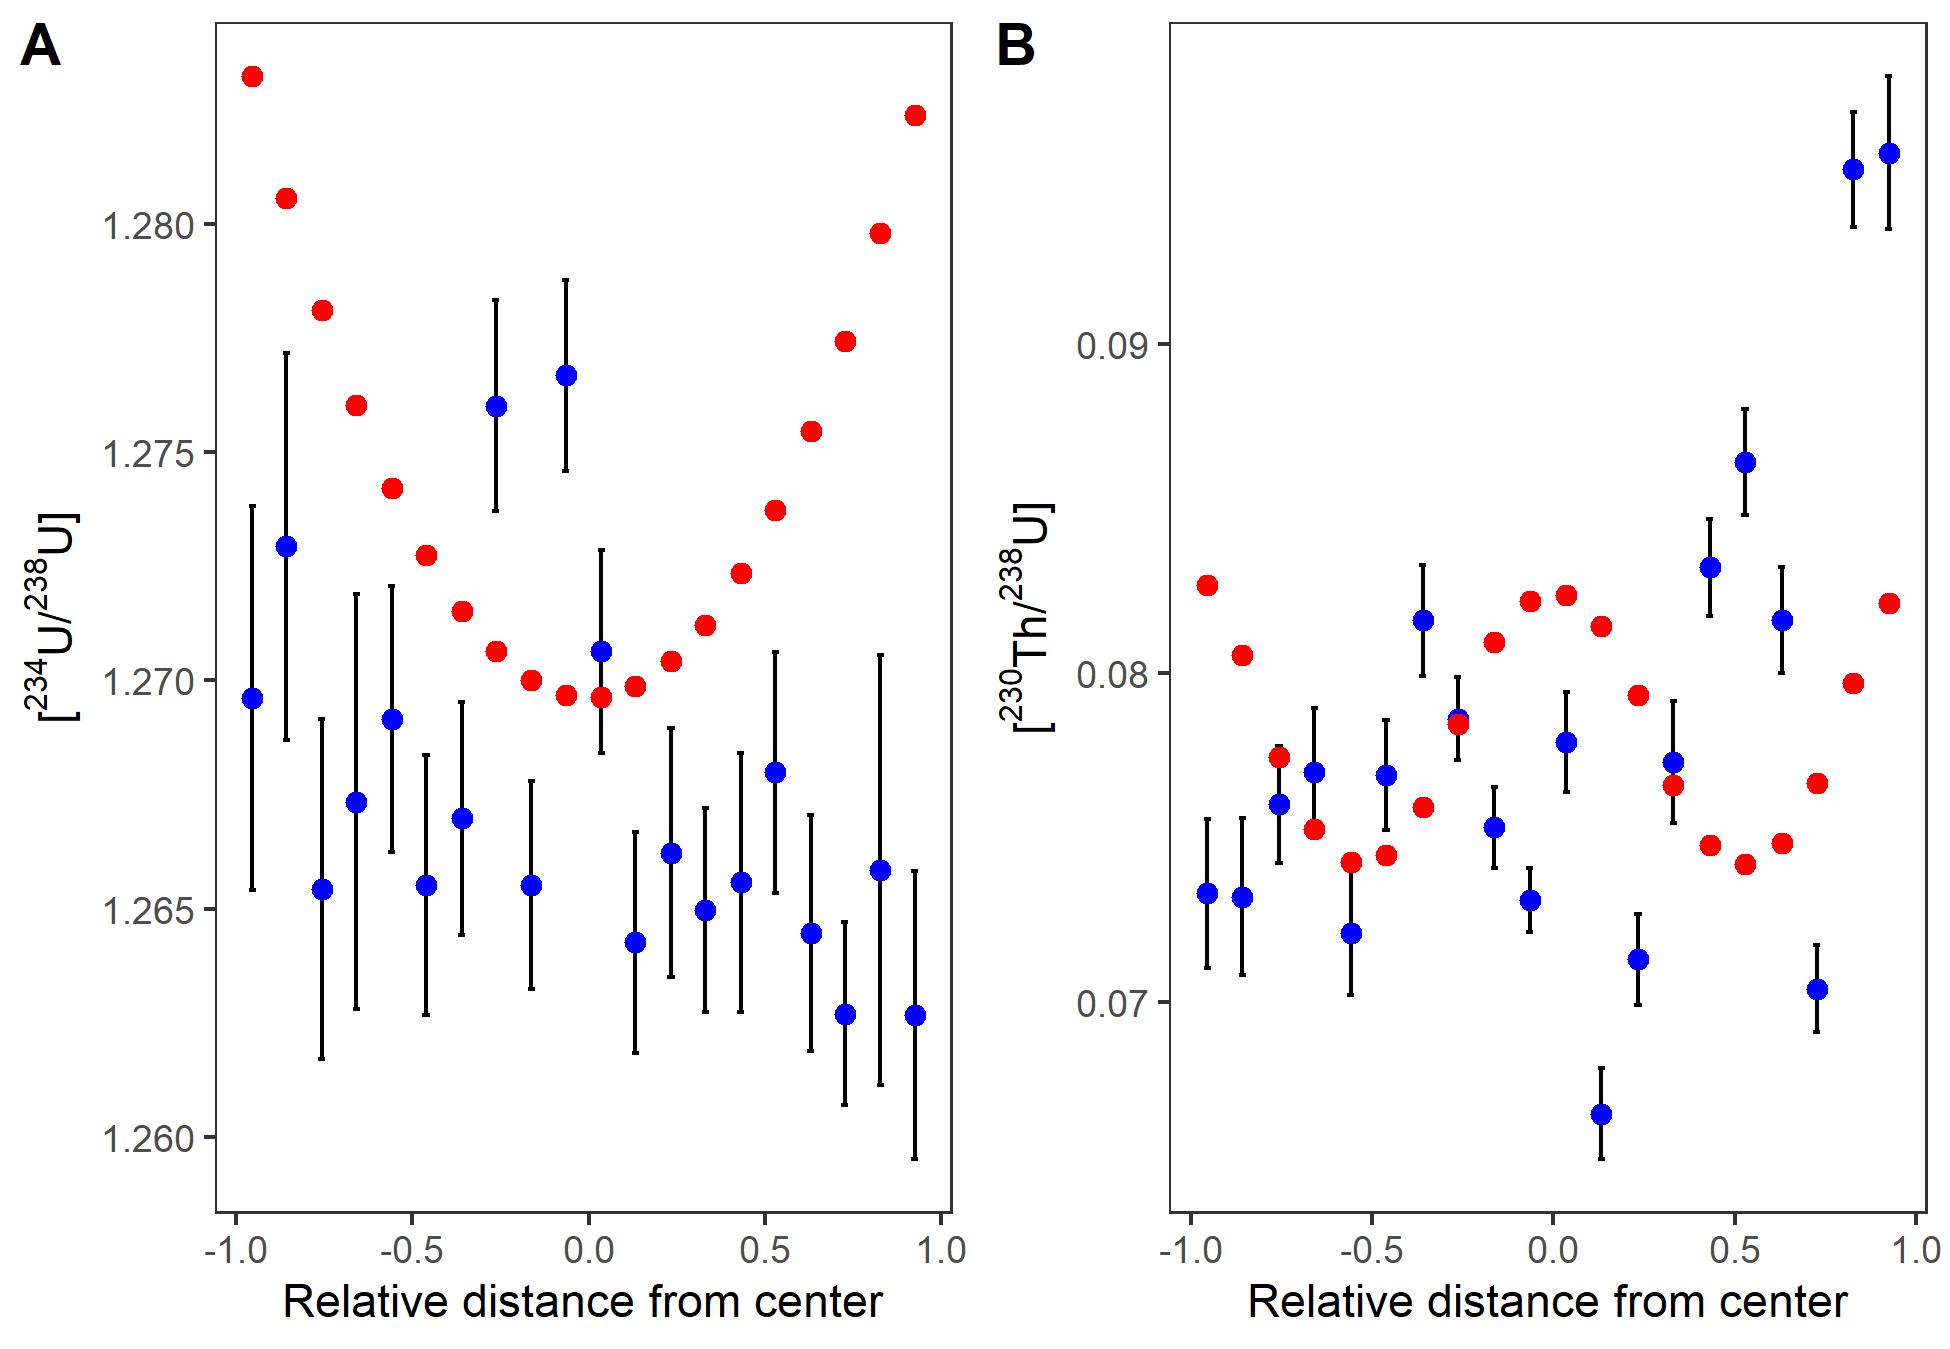 A
B
[²³⁴U/²³⁸U]
1.280
1.275
1.270
1.265
1.260
-1.0 -0.5 0.0 0.5 1.0
Relative distance from center
[²³⁰Th/²³⁸U]
0.09
0.08
0.07
-1.0 -0.5 0.0 0.5 1.0
Relative distance from center